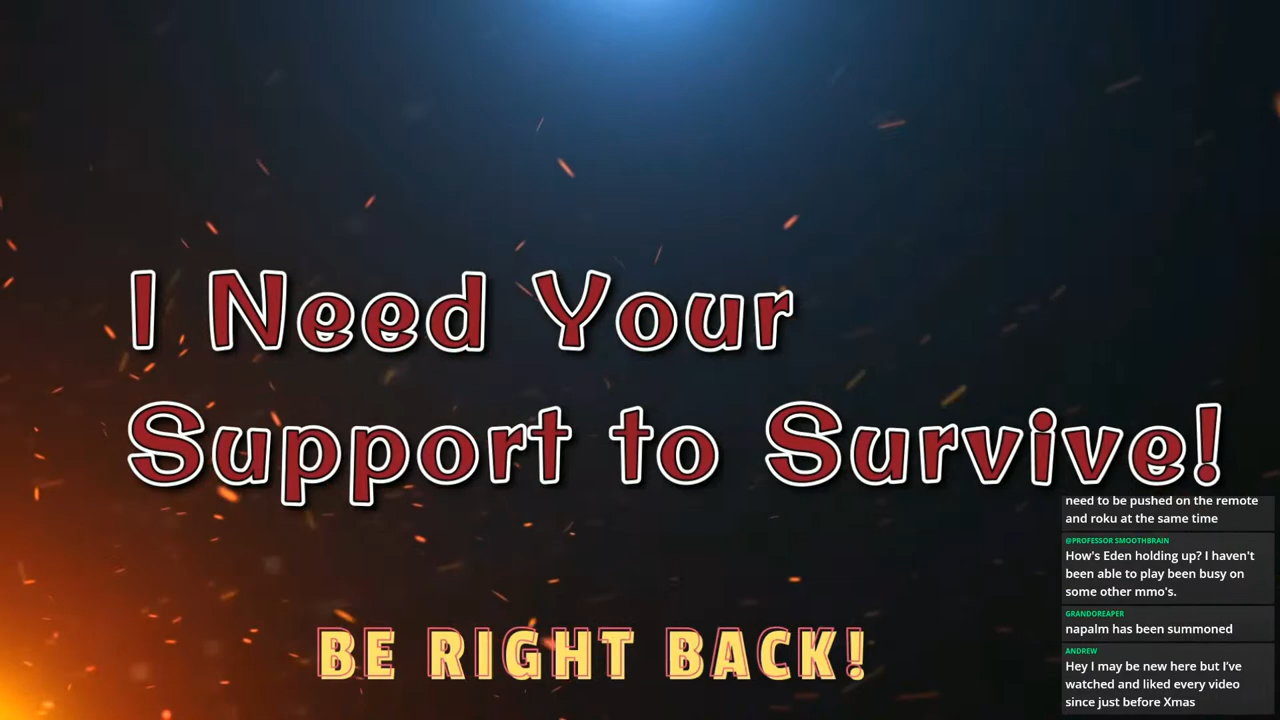 I Need Your
Support to Survive!
need to be pushed on the remote
and roku at the same time
@PROFESSOR SMOOTHBRAIN
How's Eden holding up? I haven't
been able to play been busy on
some other mmo's.
GRANDOREAPER
napalm has been summoned
ANDREW
Hey I may be new here but I've
watched and liked every video
since just before Xmas
BE RIGHT BACK!